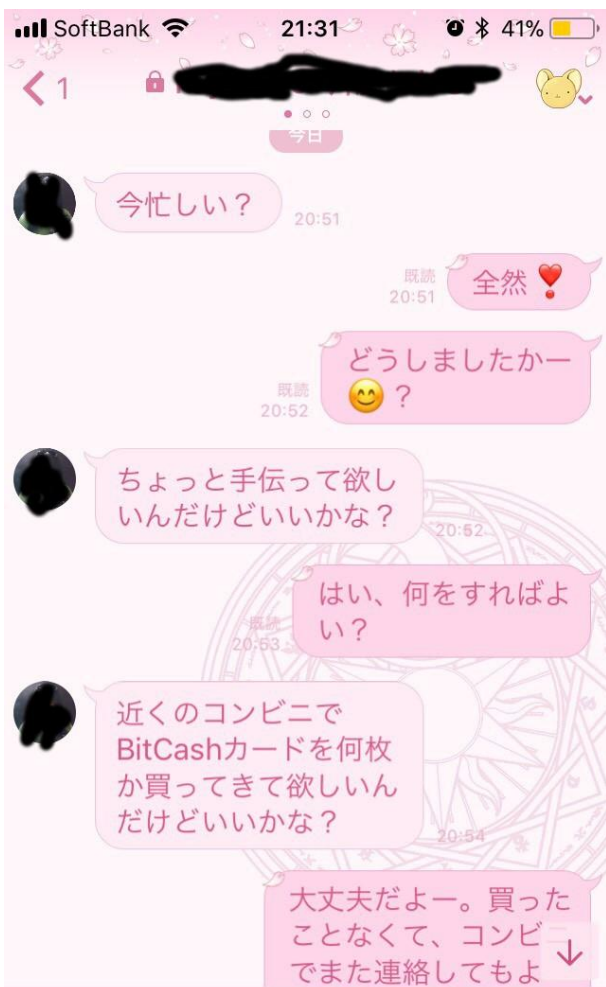 SoftBank 21:31 41%
1
今日
今忙しい？
20:51
全然❣️
既読
20:51
どうしましたかー
😊？
既読
20:52
ちょっと手伝って欲し
いんだけどいいかな？
20:52
はい、何をすればよ
い？
既読
20:53
近くのコンビニで
BitCashカードを何枚
か買ってきて欲しいん
だけどいいかな？
20:54
大丈夫だよー。買った
ことなくて、コンビニ
でまた連絡してもよ